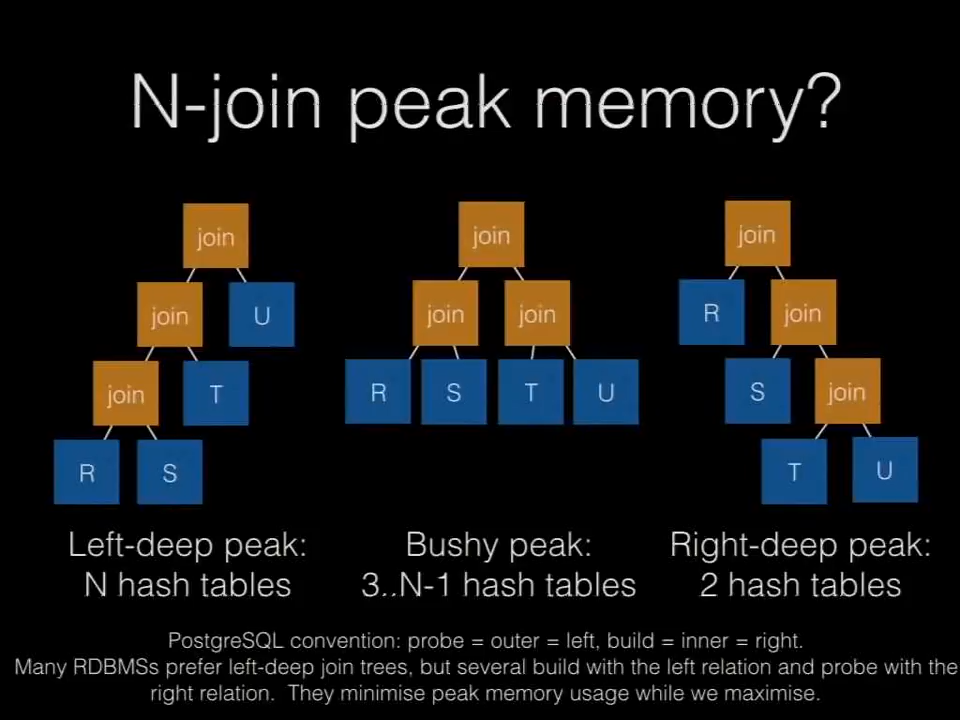 N-join peak memory?
join
join
join
join
U
join
join
R
join
join
T
R
S
T
U
S
join
R
S
T
U
Left-deep peak:
N hash tables
Bushy peak:
3..N-1 hash tables
Right-deep peak:
2 hash tables
PostgreSQL convention: probe = outer = left, build = inner = right.
Many RDBMSs prefer left-deep join trees, but several build with the left relation and probe with the
right relation. They minimise peak memory usage while we maximise.